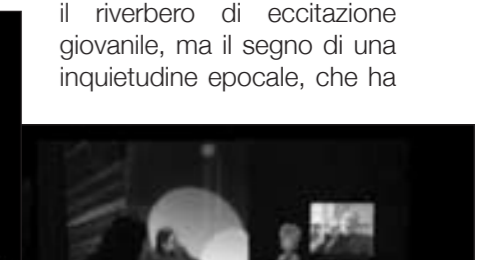 il riverbero di eccitazione
giovanile, ma il segno di una
inquietudine epocale, che ha